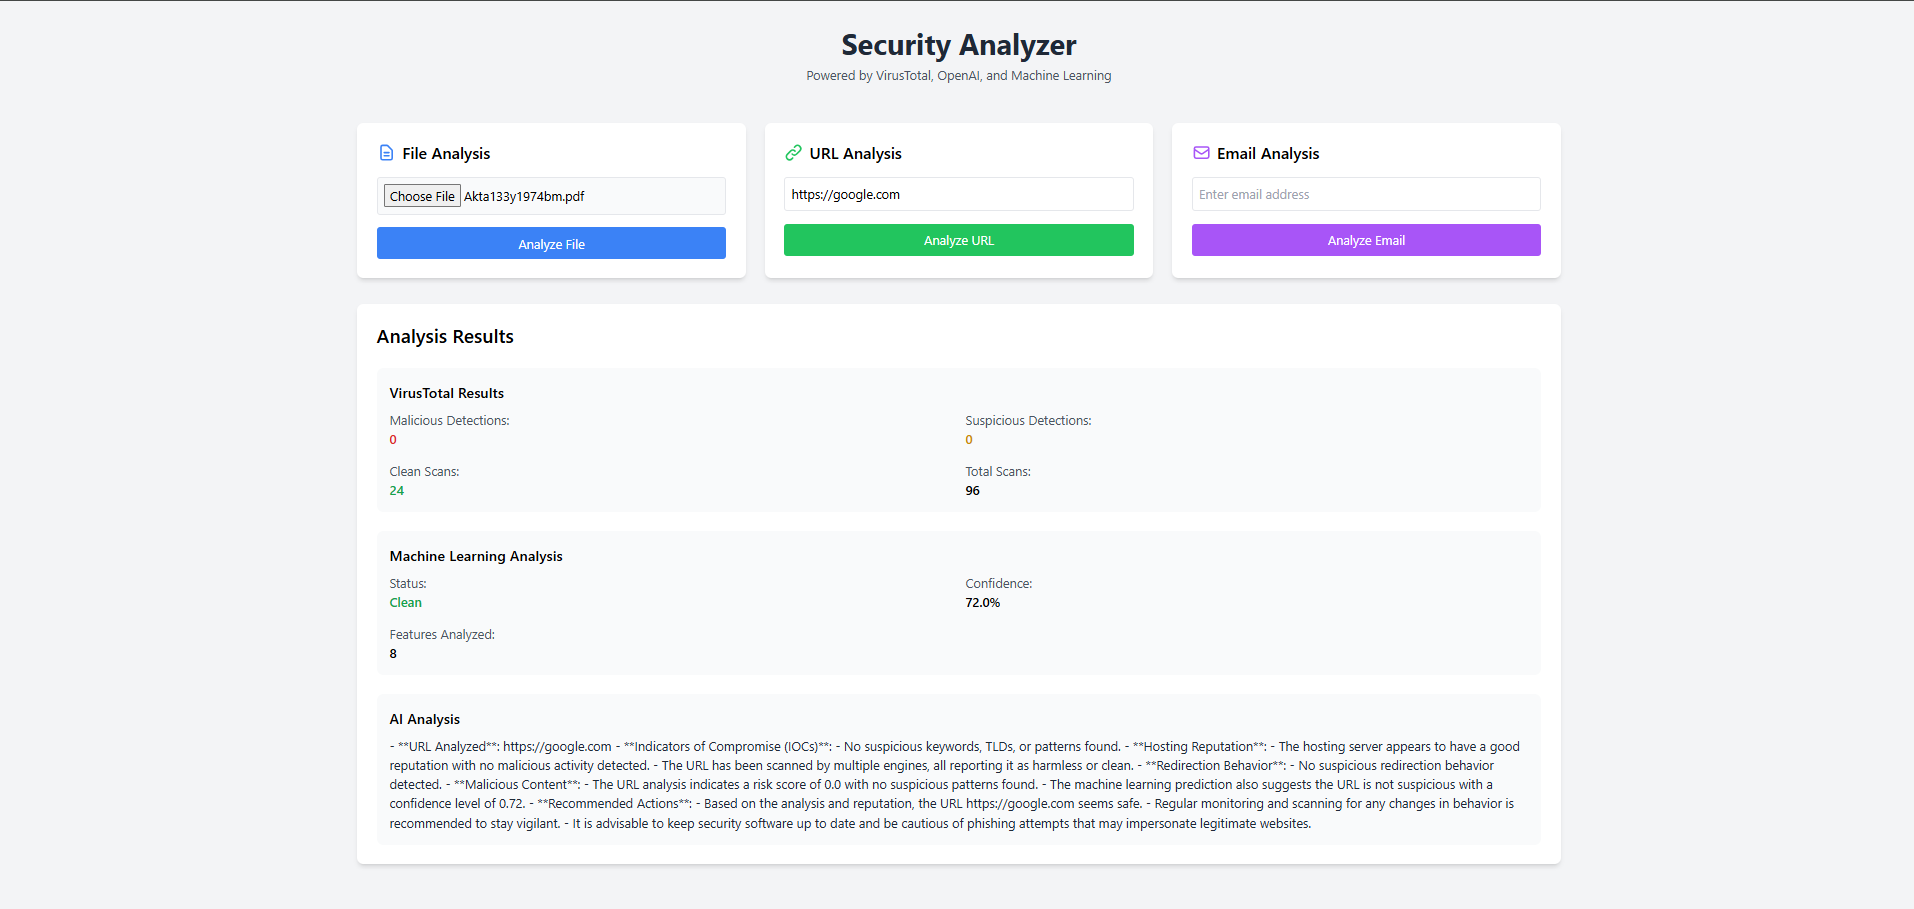 Security Analyzer
Powered by VirusTotal, OpenAI, and Machine Learning
File Analysis
Choose File Akta133y1974bm.pdf
Analyze File
URL Analysis
https://google.com
Analyze URL
Email Analysis
Enter email address
Analyze Email
Analysis Results
VirusTotal Results
Malicious Detections:
0
Suspicious Detections:
0
Clean Scans:
24
Total Scans:
96
Machine Learning Analysis
Status:
Clean
Confidence:
72.0%
Features Analyzed:
8
AI Analysis
- **URL Analyzed**: https://google.com - **Indicators of Compromise (IOCs)**: - No suspicious keywords, TLDs, or patterns found. - **Hosting Reputation**: - The hosting server appears to have a good
reputation with no malicious activity detected. - The URL has been scanned by multiple engines, all reporting it as harmless or clean. - **Redirection Behavior**: - No suspicious redirection behavior
detected. - **Malicious Content**: - The URL analysis indicates a risk score of 0.0 with no suspicious patterns found. - The machine learning prediction also suggests the URL is not suspicious with a
confidence level of 0.72. - **Recommended Actions**: - Based on the analysis and reputation, the URL https://google.com seems safe. - Regular monitoring and scanning for any changes in behavior is
recommended to stay vigilant. - It is advisable to keep security software up to date and be cautious of phishing attempts that may impersonate legitimate websites.